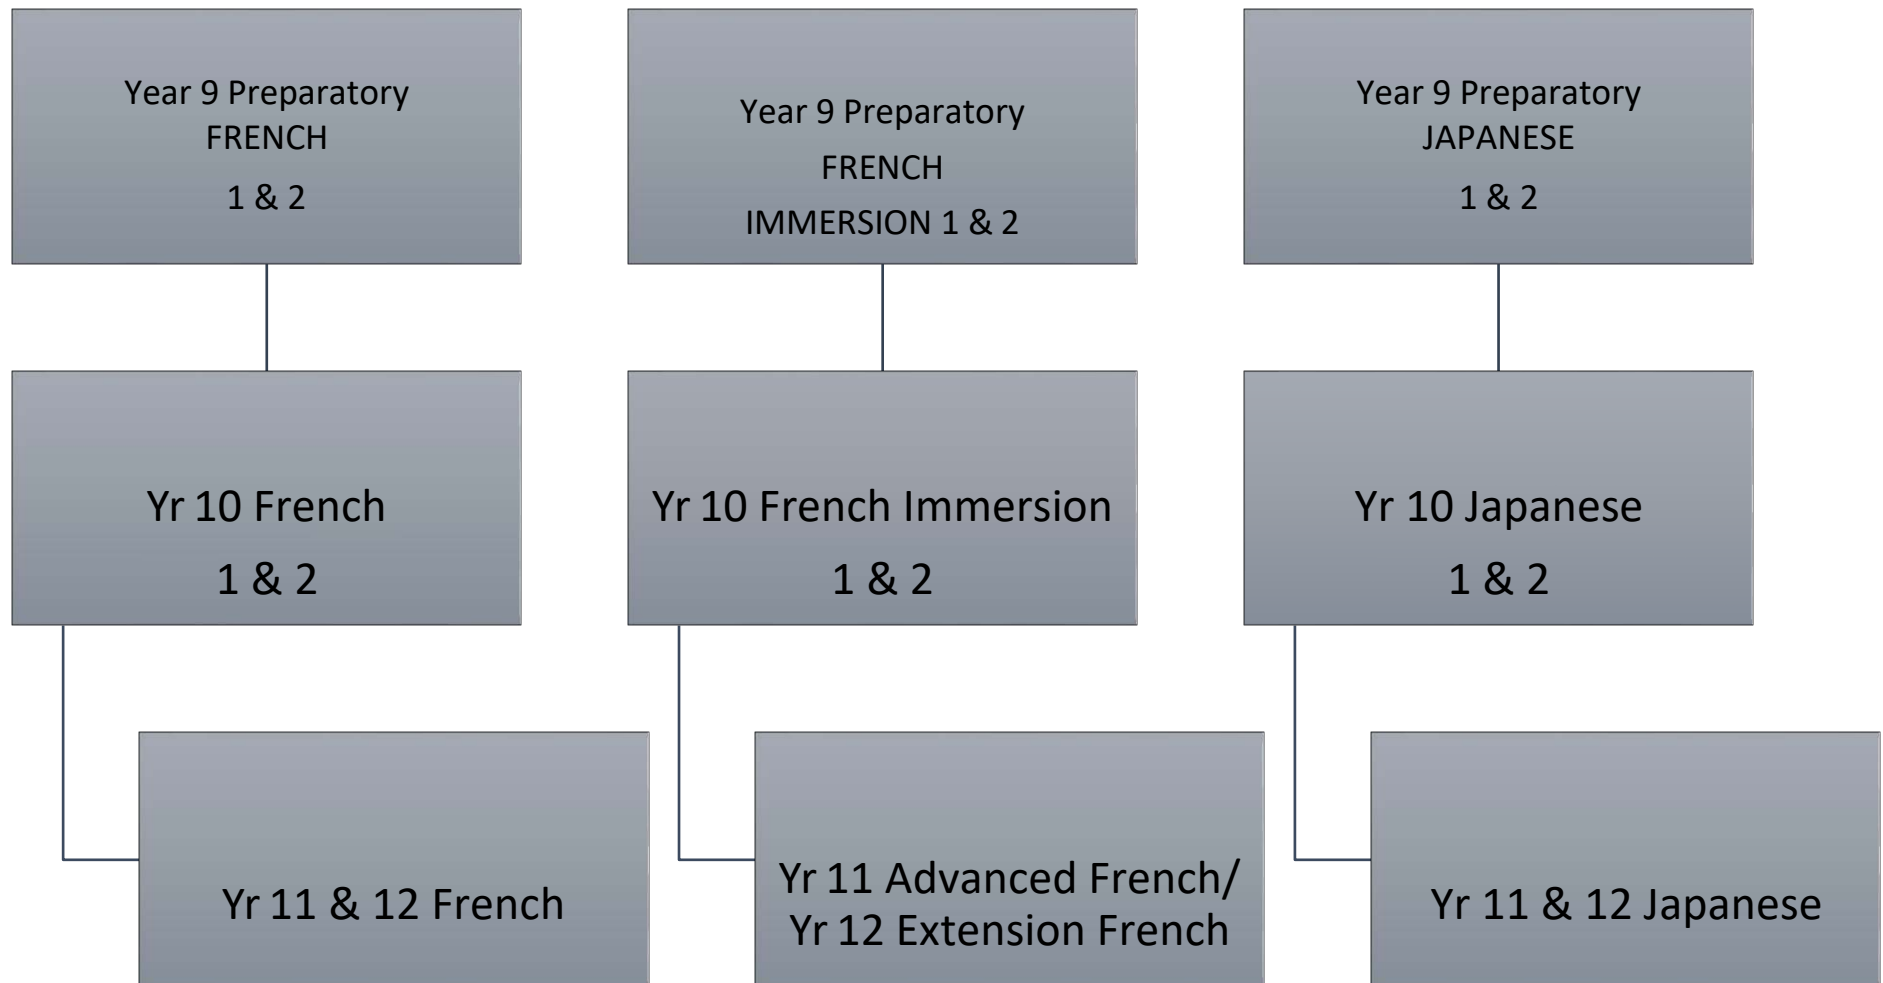 Year 9 Preparatory
FRENCH
1 & 2
Year 9 Preparatory
FRENCH
IMMERSION 1 & 2
Year 9 Preparatory
JAPANESE
1 & 2
Yr 10 French
1 & 2
Yr 10 French Immersion
1 & 2
Yr 10 Japanese
1 & 2
Yr 11 & 12 French
Yr 11 Advanced French/
Yr 12 Extension French
Yr 11 & 12 Japanese